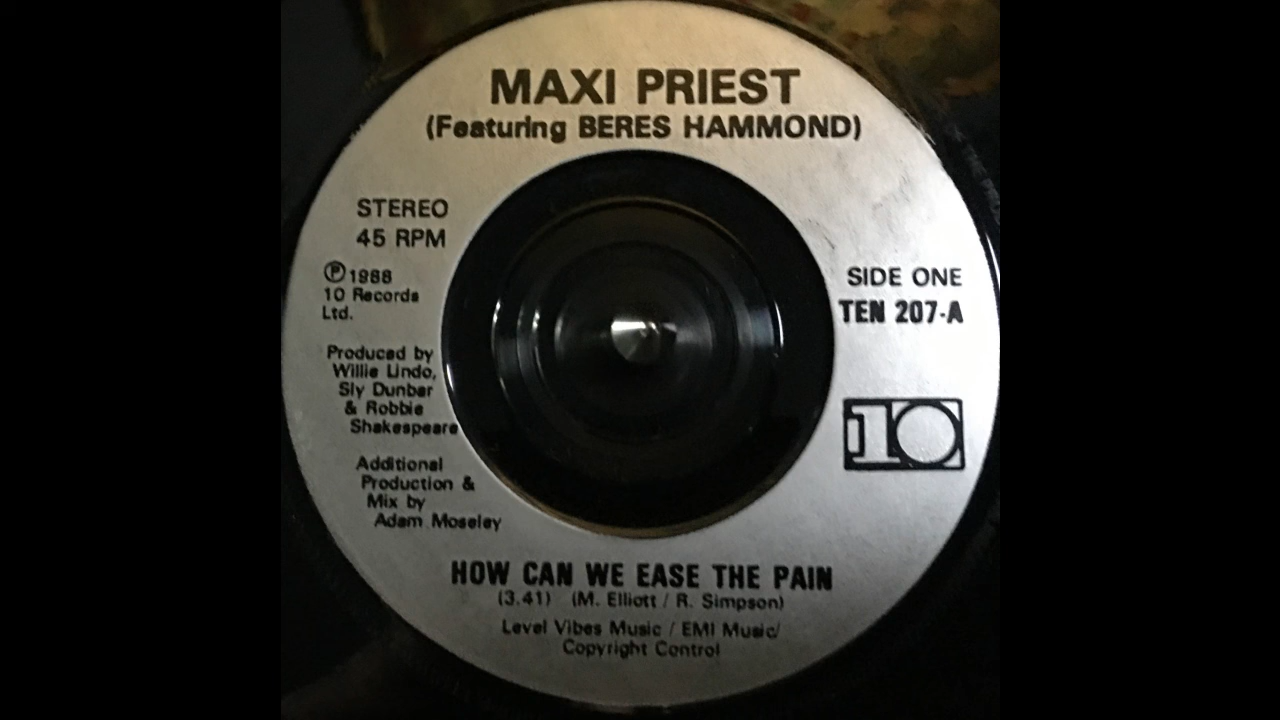 MAXI PRIEST
(Featuring BERES HAMMOND)
STEREO
45 RPM
℗ 1988
10 Records
Ltd.
SIDE ONE
TEN 207-A
Produced by
Willie Lindo,
Sly Dunbar
& Robbie
Shakespeare
10
Additional
Production &
Mix by
Adam Moseley
HOW CAN WE EASE THE PAIN
(3.41) (M. Elliott / R. Simpson)
Level Vibes Music / EMI Music/
Copyright Control